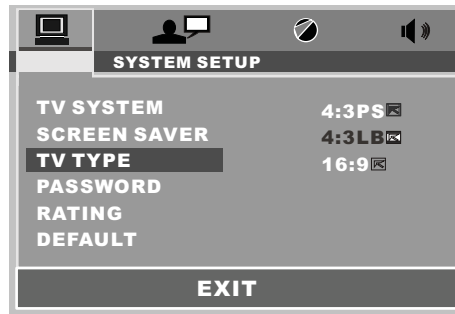 SYSTEM SETUP
TV SYSTEM 4:3PS
SCREEN SAVER 4:3LB
TV TYPE 16:9
PASSWORD
RATING
DEFAULT
EXIT